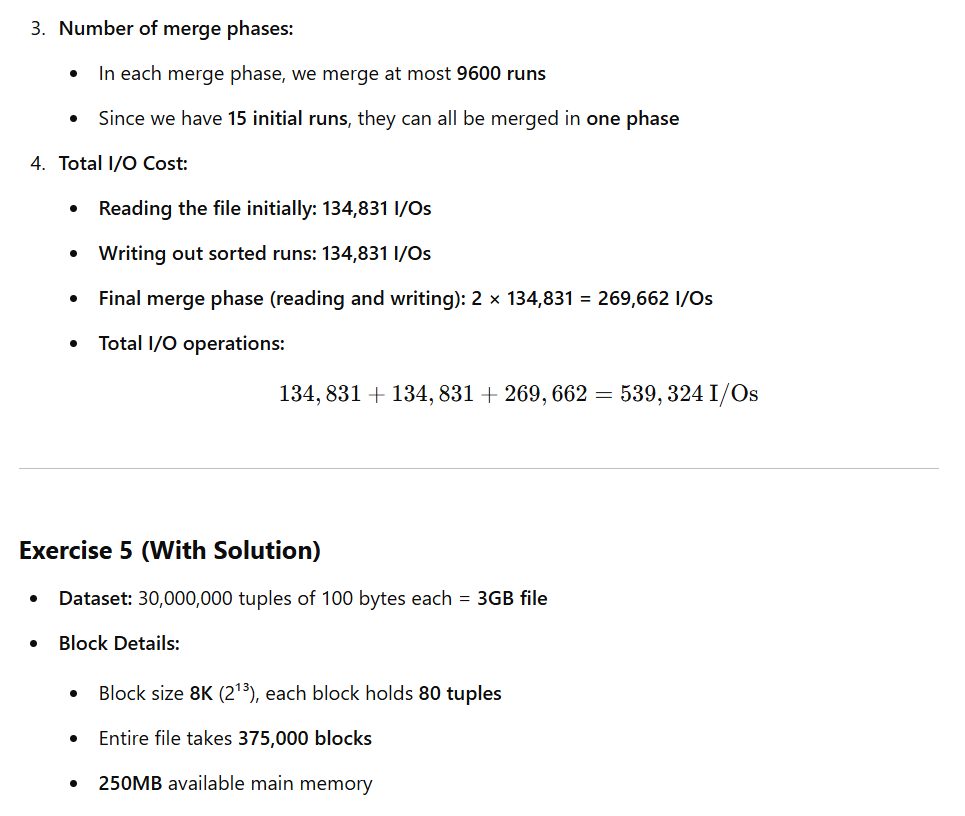 3. Number of merge phases:
• In each merge phase, we merge at most 9600 runs
• Since we have 15 initial runs, they can all be merged in one phase
4. Total I/O Cost:
• Reading the file initially: 134,831 I/Os
• Writing out sorted runs: 134,831 I/Os
• Final merge phase (reading and writing): 2 × 134,831 = 269,662 I/Os
• Total I/O operations:
134,831 + 134,831 + 269,662 = 539,324 I/Os
Exercise 5 (With Solution)
• Dataset: 30,000,000 tuples of 100 bytes each = 3GB file
• Block Details:
• Block size 8K (2¹³), each block holds 80 tuples
• Entire file takes 375,000 blocks
• 250MB available main memory